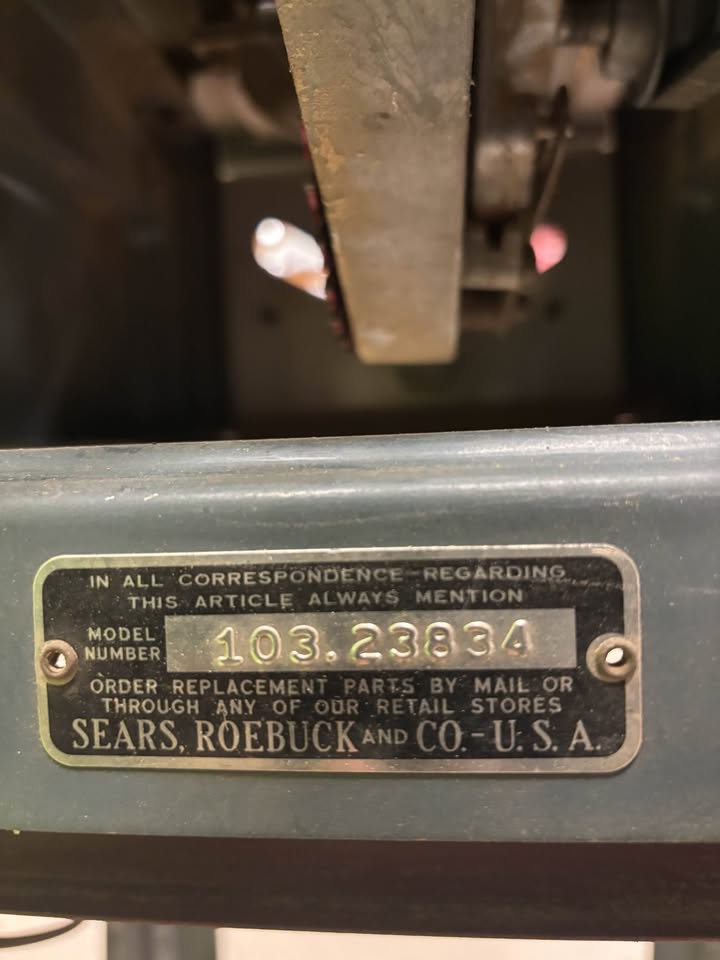 IN ALL CORRESPONDENCE REGARDING
THIS ARTICLE ALWAYS MENTION
MODEL NUMBER 103.23834
ORDER REPLACEMENT PARTS BY MAIL OR
THROUGH ANY OF OUR RETAIL STORES
SEARS, ROEBUCK AND CO.-U.S.A.